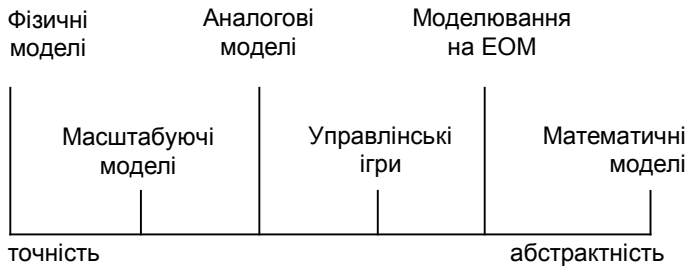 Фізичні
моделі
Аналогові
моделі
Моделювання
на ЕОМ
Масштабуючі
моделі
Управлінські
ігри
Математичні
моделі
точність
абстрактність